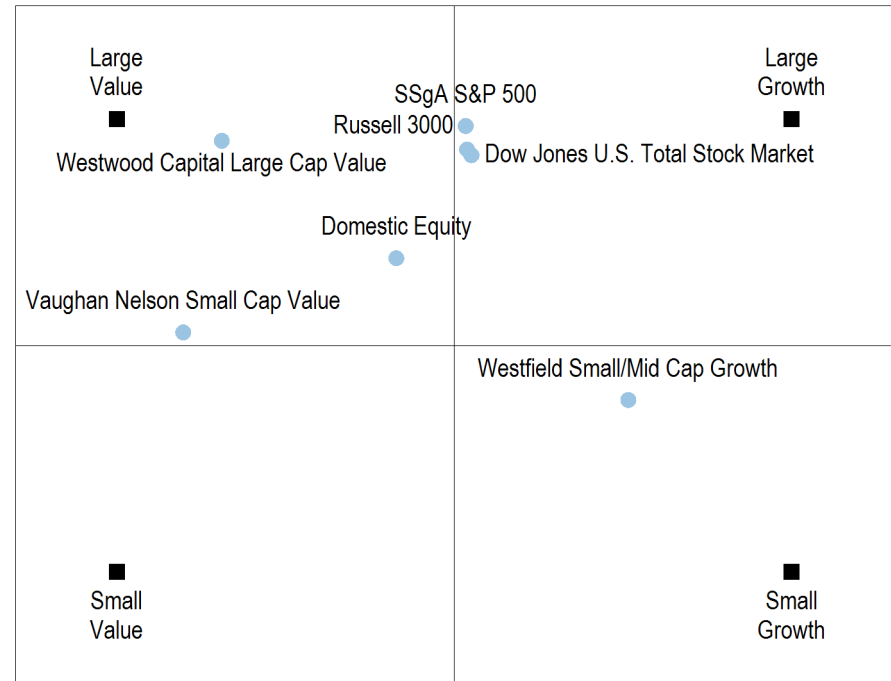 Large
Value
Large
Growth
SSgA S&P 500
Russell 3000
Westwood Capital Large Cap Value
Dow Jones U.S. Total Stock Market
Domestic Equity
Vaughan Nelson Small Cap Value
Westfield Small/Mid Cap Growth
Small
Value
Small
Growth